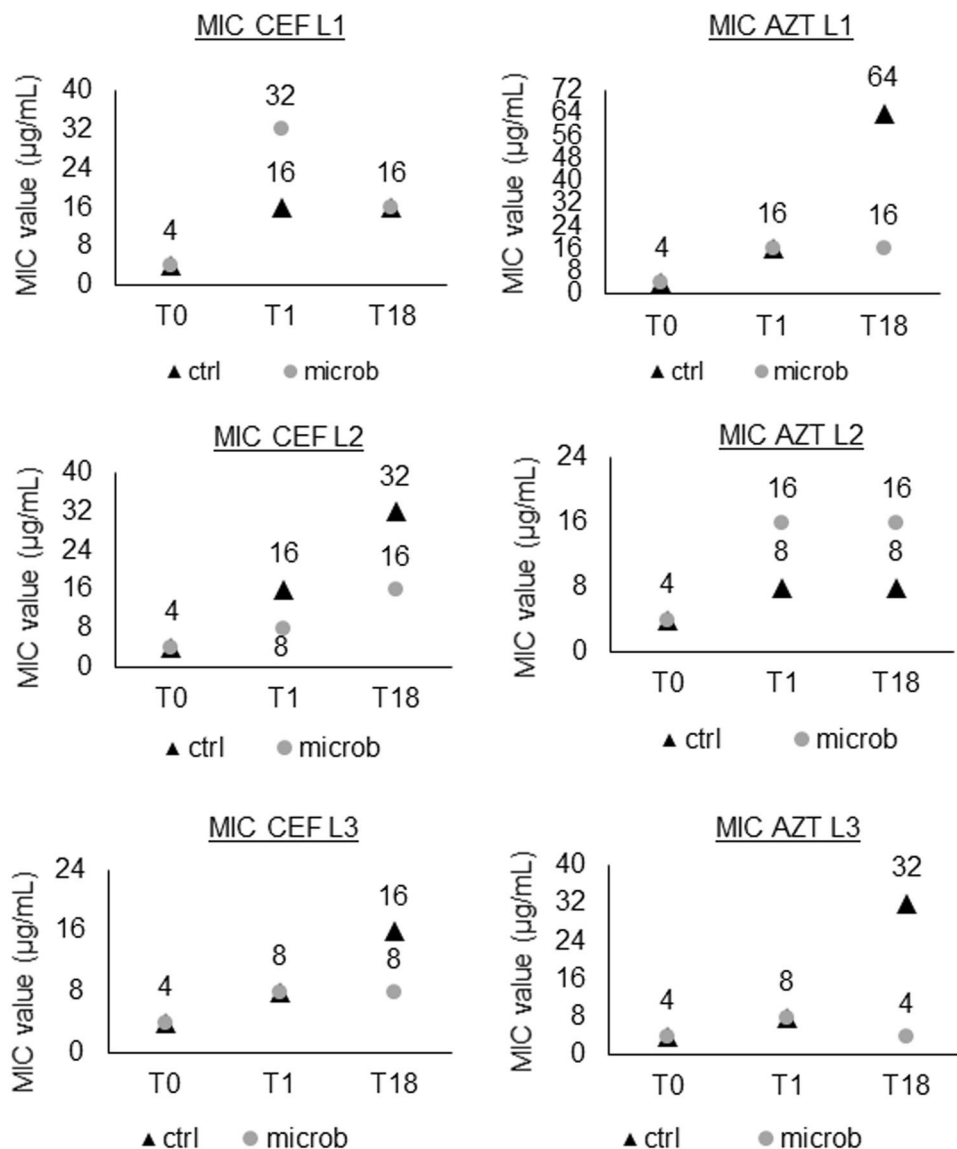 MIC CEF L1
MIC value (µg/mL)
40
32
24
16
8
0
4
32
16
16
T0 T1 T18
ctrl microb
MIC AZT L1
MIC value (µg/mL)
72
64
56
48
40
32
24
16
8
0
4
16
64
16
T0 T1 T18
ctrl microb
MIC CEF L2
MIC value (µg/mL)
40
32
24
16
8
0
4
16
8
32
16
T0 T1 T18
ctrl microb
MIC AZT L2
MIC value (µg/mL)
24
16
8
0
4
16
8
16
8
T0 T1 T18
ctrl microb
MIC CEF L3
MIC value (µg/mL)
24
16
8
0
4
8
16
8
T0 T1 T18
ctrl microb
MIC AZT L3
MIC value (µg/mL)
40
32
24
16
8
0
4
8
32
4
T0 T1 T18
ctrl microb